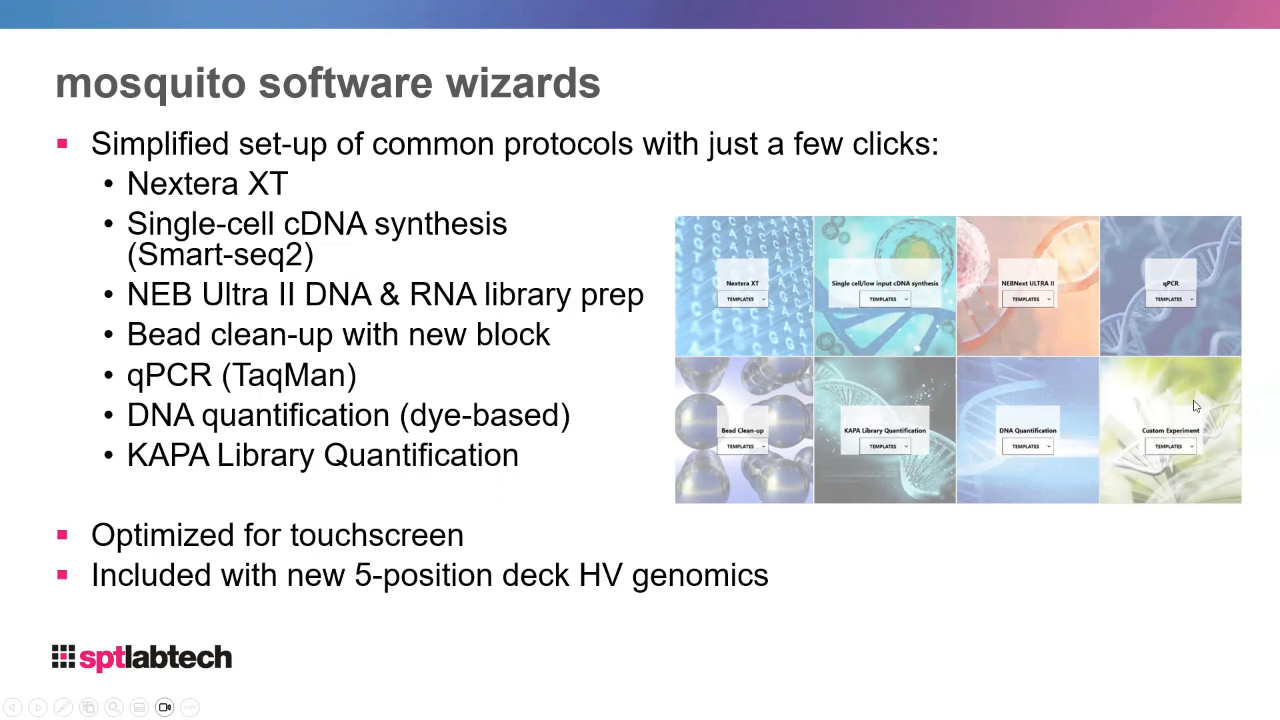 mosquito software wizards
Simplified set-up of common protocols with just a few clicks:
Nextera XT
Single-cell cDNA synthesis
(Smart-seq2)
NEB Ultra II DNA & RNA library prep
Bead clean-up with new block
qPCR (TaqMan)
DNA quantification (dye-based)
KAPA Library Quantification
Optimized for touchscreen
Included with new 5-position deck HV genomics
Nextera XT
TEMPLATES
Single cell/low input cDNA synthesis
TEMPLATES
NEBNext ULTRA II
TEMPLATES
qPCR
TEMPLATES
Bead Clean-up
TEMPLATES
KAPA Library Quantification
TEMPLATES
DNA Quantification
TEMPLATES
Custom Experiment
TEMPLATES
sptlabtech